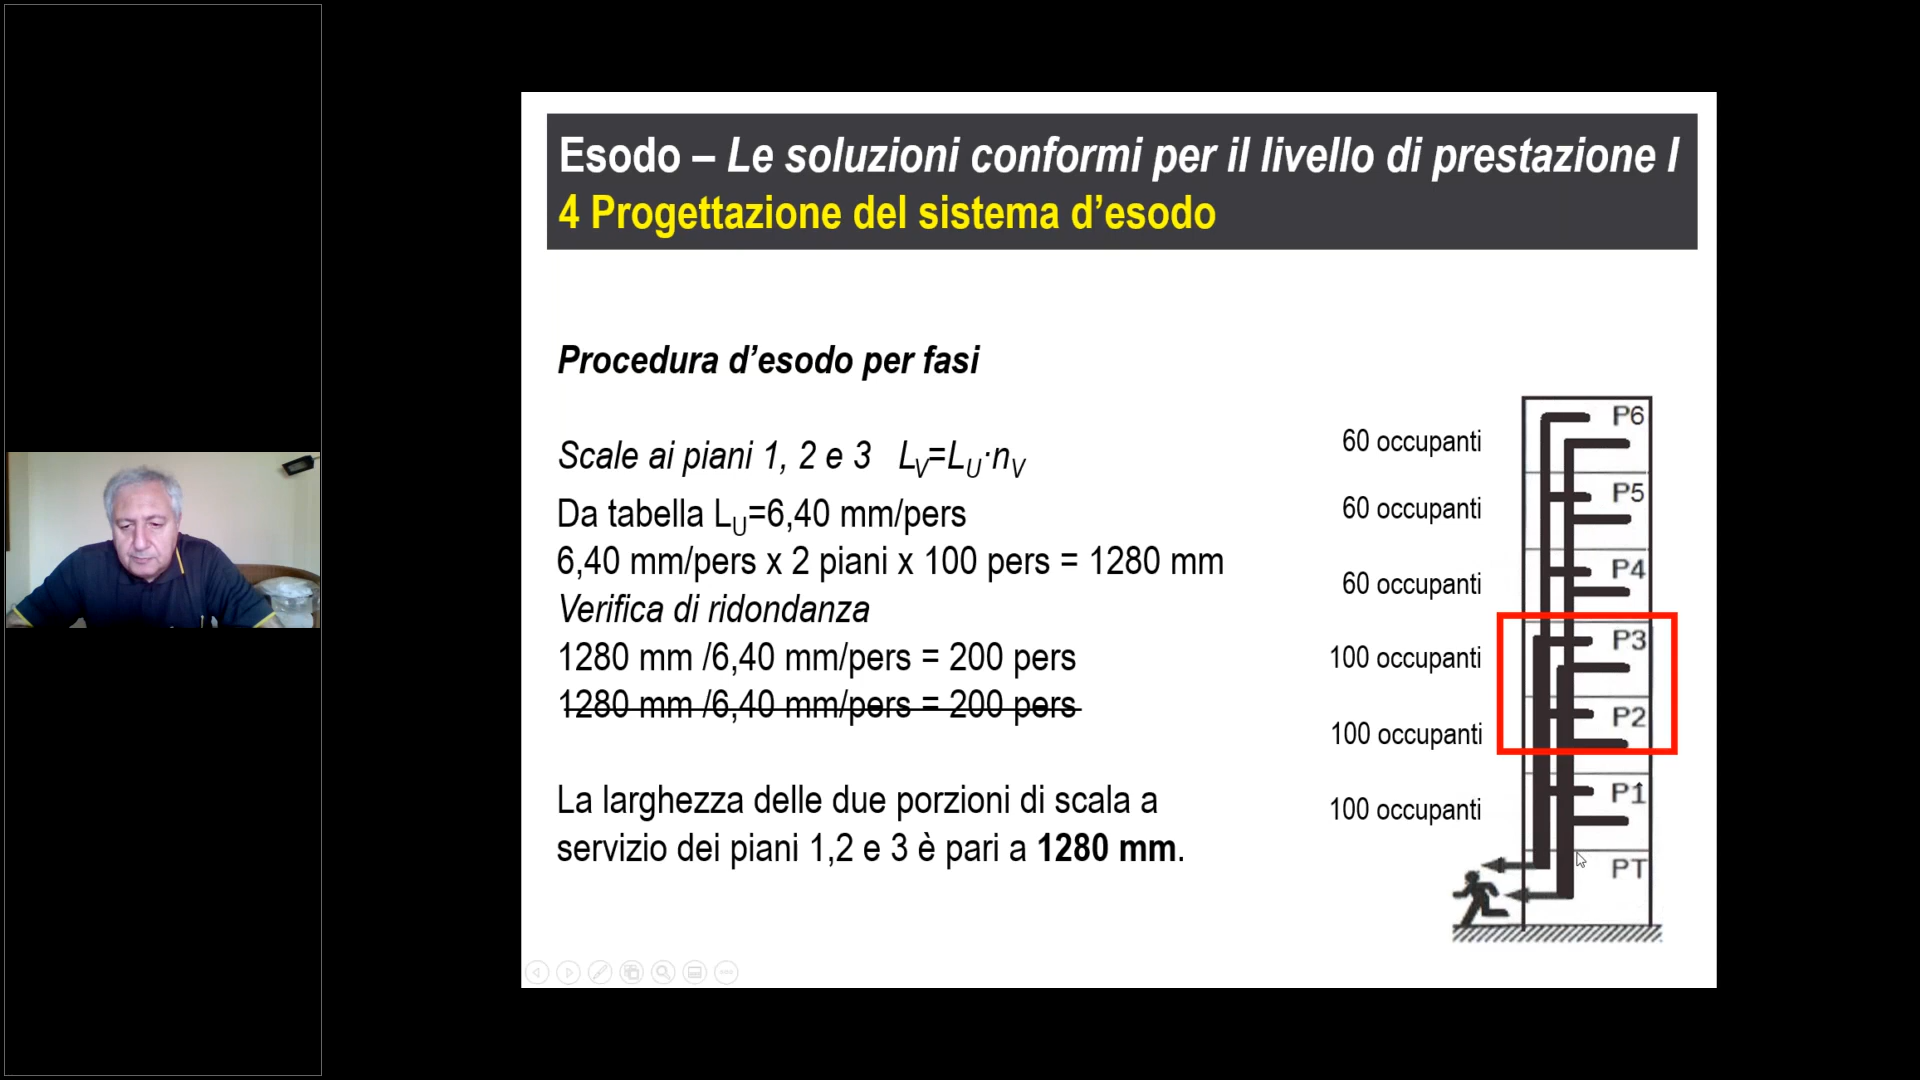 Esodo – Le soluzioni conformi per il livello di prestazione I
4 Progettazione del sistema d’esodo
Procedura d’esodo per fasi
Scale ai piani 1, 2 e 3 LV=LU·nV
Da tabella LU=6,40 mm/pers
6,40 mm/pers x 2 piani x 100 pers = 1280 mm
Verifica di ridondanza
1280 mm /6,40 mm/pers = 200 pers
1280 mm /6,40 mm/pers = 200 pers
La larghezza delle due porzioni di scala a
servizio dei piani 1,2 e 3 è pari a 1280 mm.
60 occupanti P6
60 occupanti P5
60 occupanti P4
100 occupanti P3
100 occupanti P2
100 occupanti P1
PT